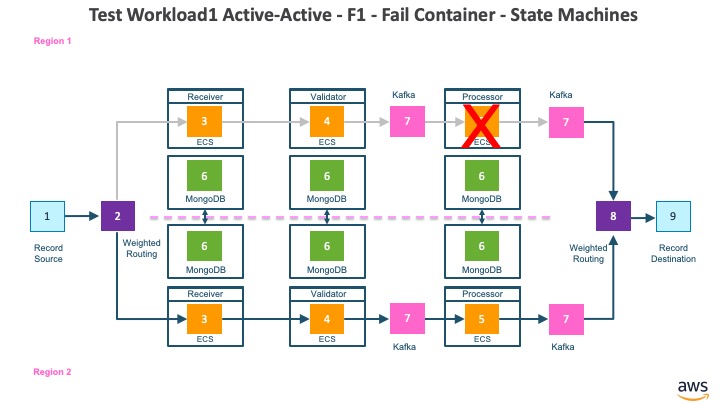 Test Workload1 Active-Active - F1 - Fail Container - State Machines
Region 1
Receiver
Validator
Kafka
Processor
Kafka
3
4
7
7
ECS
ECS
ECS
6
6
6
MongoDB
MongoDB
MongoDB
1
2
8
9
Record
Source
Weighted
Routing
Weighted
Routing
Record
Destination
6
6
6
MongoDB
MongoDB
MongoDB
Receiver
Validator
Processor
3
4
7
5
7
ECS
ECS
Kafka
ECS
Kafka
Region 2
aws